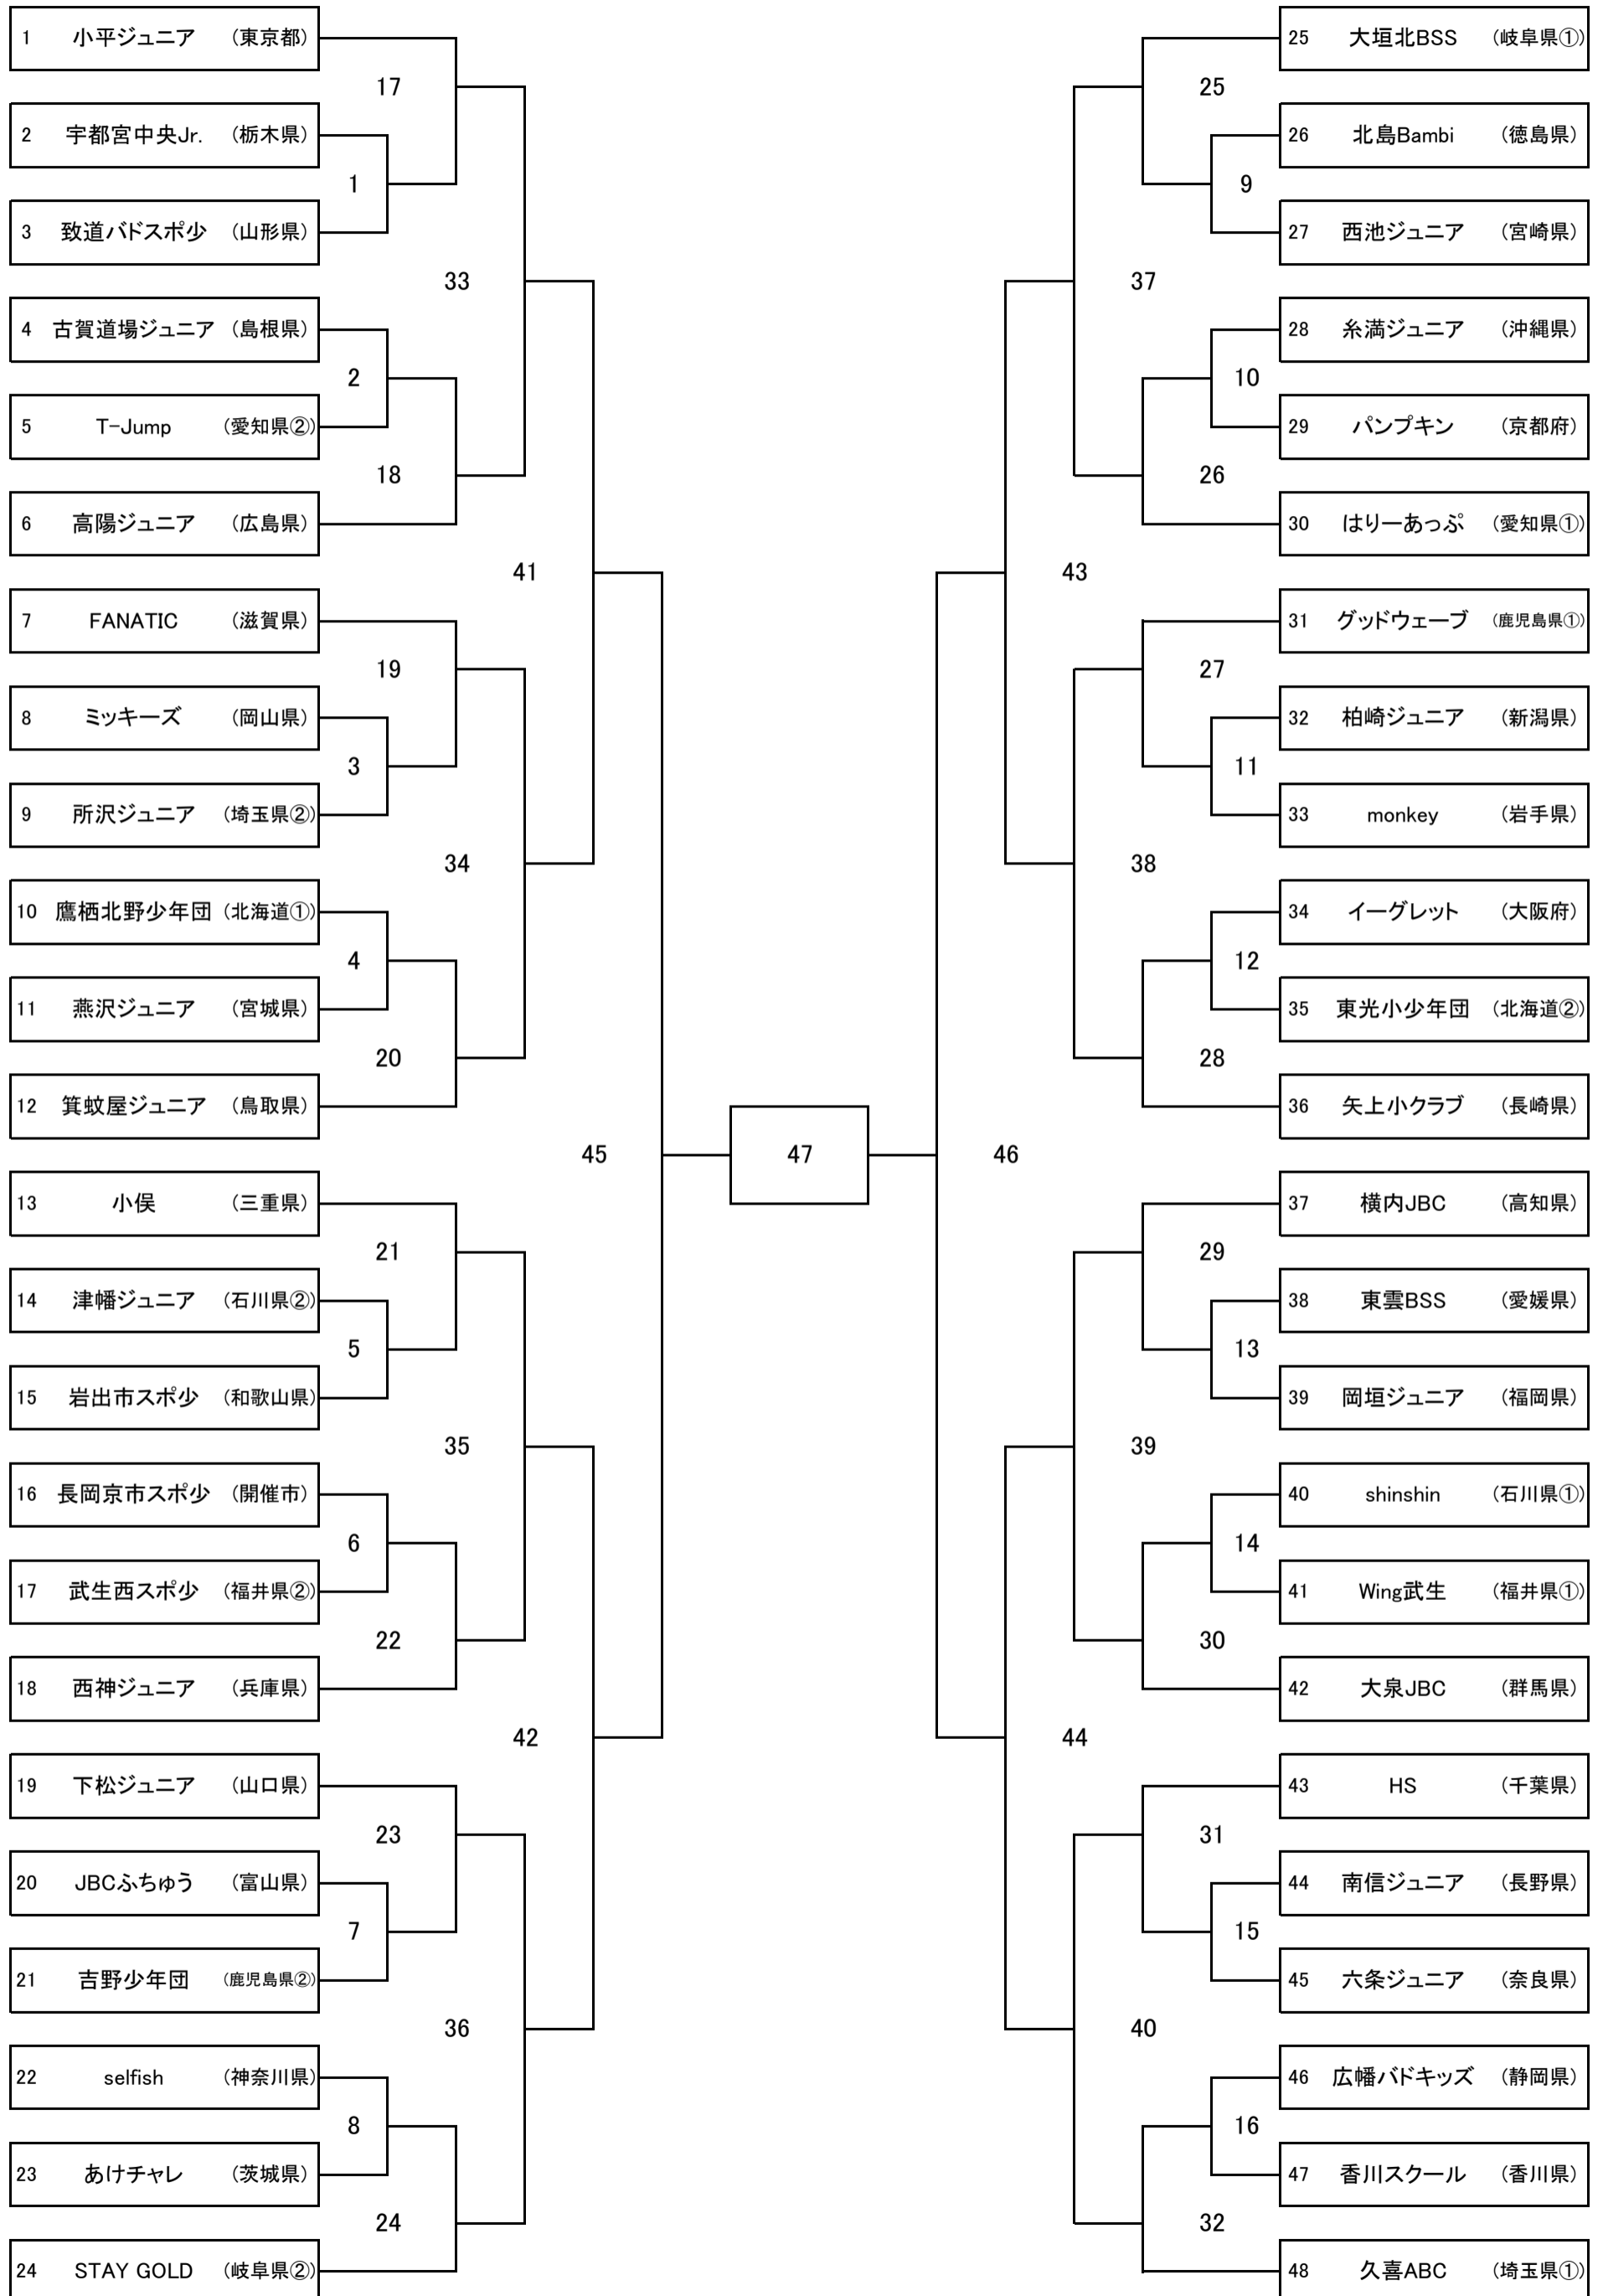 1 小平ジュニア （東京都）
17
2 宇都宮中央Jr. （栃木県）
1
3 致道バドスポ少 （山形県）
33
4 古賀道場ジュニア （島根県）
2
5 T-Jump （愛知県②）
18
6 高陽ジュニア （広島県）
41
7 FANATIC （滋賀県）
19
8 ミッキーズ （岡山県）
3
9 所沢ジュニア （埼玉県②）
34
10 鷹栖北野少年団 （北海道①）
4
11 燕沢ジュニア （宮城県）
20
12 箕蚊屋ジュニア （鳥取県）
45
13 小俣 （三重県）
21
14 津幡ジュニア （石川県②）
5
15 岩出市スポ少 （和歌山県）
35
16 長岡京市スポ少 （開催市）
6
17 武生西スポ少 （福井県②）
22
18 西神ジュニア （兵庫県）
42
19 下松ジュニア （山口県）
23
20 JBCふちゅう （富山県）
7
21 吉野少年団 （鹿児島県②）
36
22 selfish （神奈川県）
8
23 あけチャレ （茨城県）
24
24 STAY GOLD （岐阜県②）
47
25 大垣北BSS （岐阜県①）
25
26 北島Bambi （徳島県）
9
27 西池ジュニア （宮崎県）
37
28 糸満ジュニア （沖縄県）
10
29 パンプキン （京都府）
26
30 はりーあっぷ （愛知県①）
43
31 グッドウェーブ （鹿児島県①）
27
32 柏崎ジュニア （新潟県）
11
33 monkey （岩手県）
38
34 イーグレット （大阪府）
12
35 東光小少年団 （北海道②）
28
36 矢上小クラブ （長崎県）
46
37 横内JBC （高知県）
29
38 東雲BSS （愛媛県）
13
39 岡垣ジュニア （福岡県）
39
40 shinshin （石川県①）
14
41 Wing武生 （福井県①）
30
42 大泉JBC （群馬県）
44
43 HS （千葉県）
31
44 南信ジュニア （長野県）
15
45 六条ジュニア （奈良県）
40
46 広幡バドキッズ （静岡県）
16
47 香川スクール （香川県）
32
48 久喜ABC （埼玉県①）